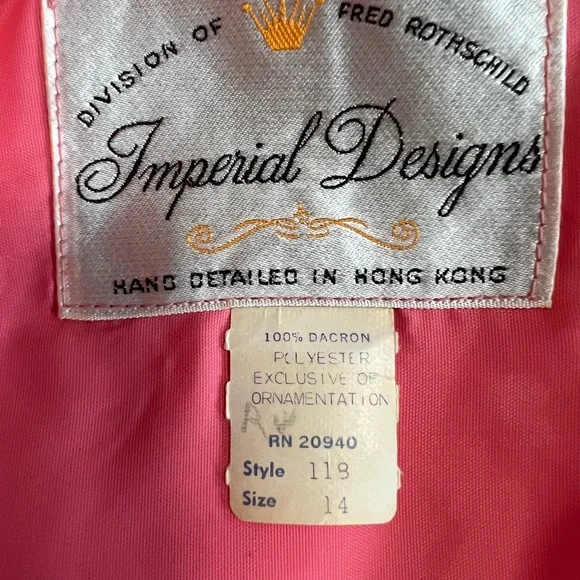 DIVISION OF FRED ROTHSCHILD
Imperial Designs
HAND DETAILED IN HONG KONG
100% DACRON
POLYESTER
EXCLUSIVE OF
ORNAMENTATION
RN 20940
Style 118
Size 14